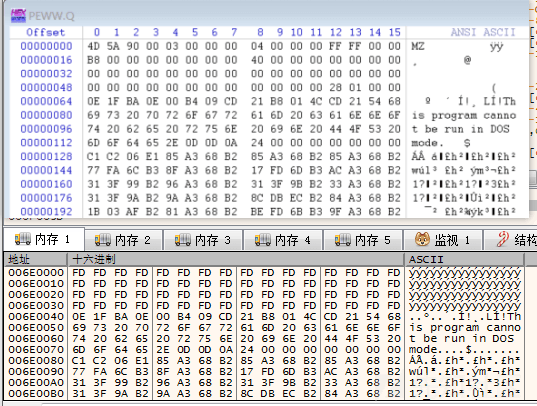 PEWW.Q
Offset 0 1 2 3 4 5 6 7 8 9 10 11 12 13 14 15 ANSI ASCII
00000000 4D 5A 90 00 03 00 00 00 04 00 00 00 FF FF 00 00 MZ ÿÿ
00000016 B8 00 00 00 00 00 00 00 40 00 00 00 00 00 00 00 ¸ @
00000032 00 00 00 00 00 00 00 00 00 00 00 00 00 00 00 00
00000048 00 00 00 00 00 00 00 00 00 00 00 00 28 01 00 00 (
00000064 0E 1F BA 0E 00 B4 09 CD 21 B8 01 4C CD 21 54 68 º ´ Í!¸ LÍ!Th
00000080 69 73 20 70 72 6F 67 72 61 6D 20 63 61 6E 6E 6F is program canno
00000096 74 20 62 65 20 72 75 6E 20 69 6E 20 44 4F 53 20 t be run in DOS
00000112 6D 6F 64 65 2E 0D 0D 0A 24 00 00 00 00 00 00 00 mode. $
00000128 C1 C2 06 E1 85 A3 68 B2 85 A3 68 B2 85 A3 68 B2
00000144 77 FA 6C B3 8F A3 68 B2 17 FD 6D B3 AC A3 68 B2
00000160 31 3F 99 B2 96 A3 68 B2 31 3F 9B B2 33 A3 68 B2
00000176 31 3F 9A B2 9A A3 68 B2 8C DB EC B2 84 A3 68 B2
00000192 1B 03 AF B2 81 A3 68 B2 BE FD 6B B3 9F A3 68 B2
内存 1 内存 2 内存 3 内存 4 内存 5 监视 1 结构
地址 十六进制 ASCII
006E0000 FD FD FD FD FD FD FD FD FD FD FD FD FD FD FD FD ýýýýýýýýýýýýýýýý
006E0010 FD FD FD FD FD FD FD FD FD FD FD FD FD FD FD FD ýýýýýýýýýýýýýýýý
006E0020 FD FD FD FD FD FD FD FD FD FD FD FD FD FD FD FD ýýýýýýýýýýýýýýýý
006E0030 FD FD FD FD FD FD FD FD FD FD FD FD FD FD FD FD ýýýýýýýýýýýýýýýý
006E0040 0E 1F BA 0E 00 B4 09 CD 21 B8 01 4C CD 21 54 68 ..º..´.Í!¸.LÍ!Th
006E0050 69 73 20 70 72 6F 67 72 61 6D 20 63 61 6E 6E 6F is program canno
006E0060 74 20 62 65 20 72 75 6E 20 69 6E 20 44 4F 53 20 t be run in DOS
006E0070 6D 6F 64 65 2E 0D 0D 0A 24 00 00 00 00 00 00 00 mode....$.......
006E0080 C1 C2 06 E1 85 A3 68 B2 85 A3 68 B2 85 A3 68 B2 ÁÂ.á.£h².£h².£h²
006E0090 77 FA 6C B3 8F A3 68 B2 17 FD 6D B3 AC A3 68 B2 wúl³.£h².ým³¬£h²
006E00A0 31 3F 99 B2 96 A3 68 B2 31 3F 9B B2 33 A3 68 B2 1?.².£h²1?.²3£h²
006E00B0 31 3F 9A B2 9A A3 68 B2 8C DB EC B2 84 A3 68 B2 1?.².£h².Ûì².£h²